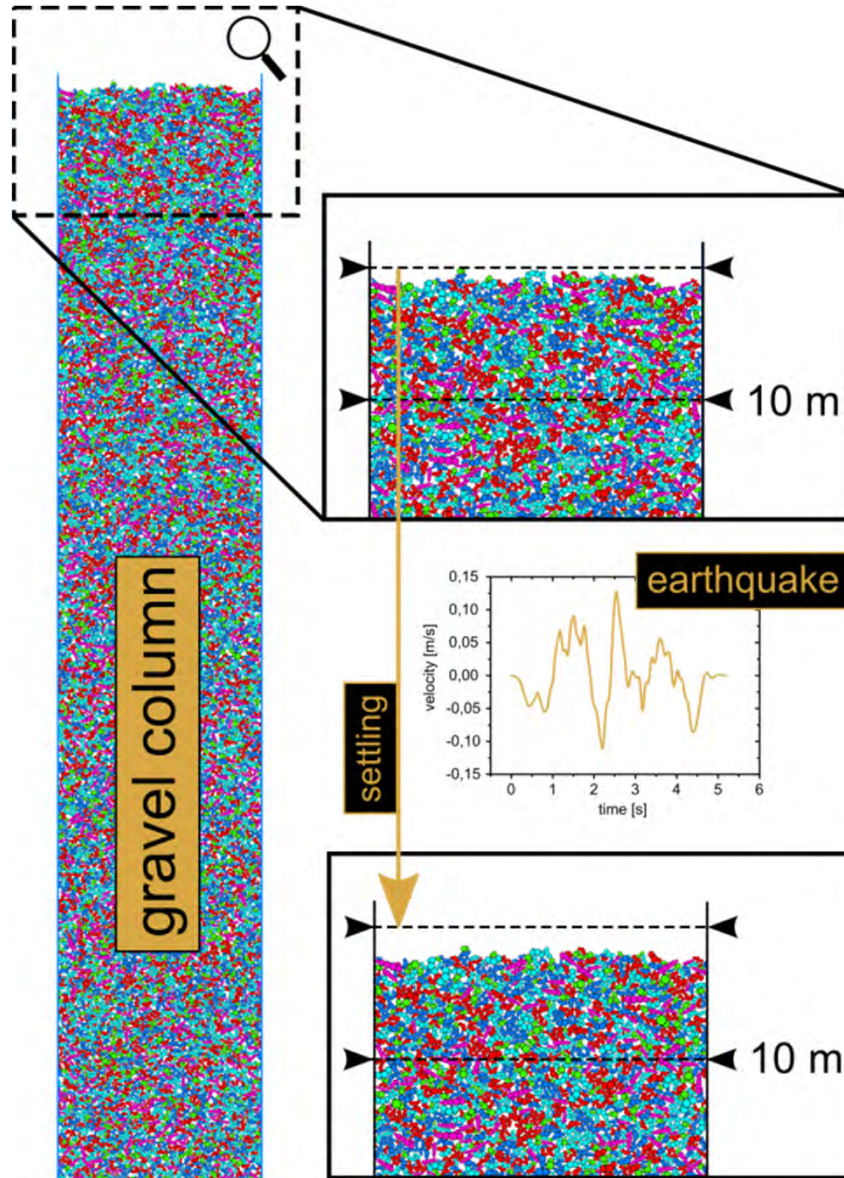 10 m
earthquake
0,15
0,10
0,05
0,00
-0,05
-0,10
-0,15
velocity [m/s]
0 1 2 3 4 5 6
time [s]
gravel column
settling
10 m